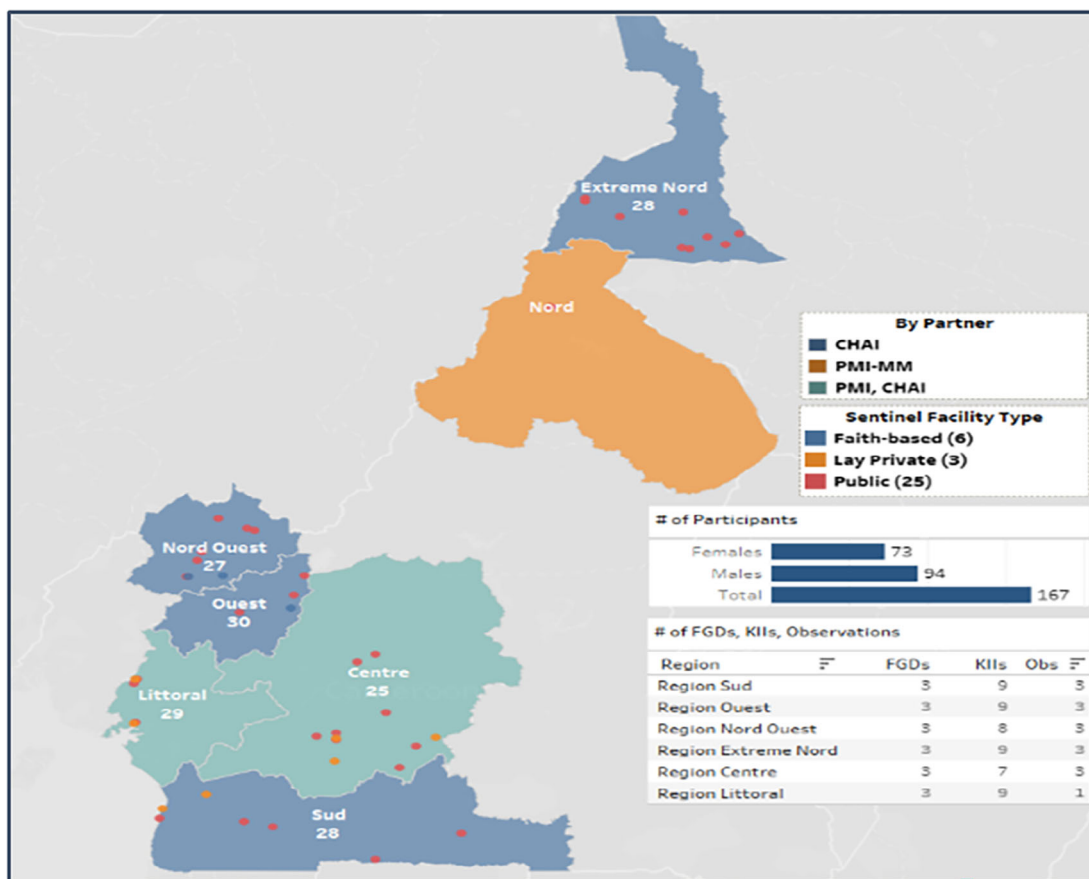 Extreme Nord
28
Nord
By Partner
CHAI
PMI-MM
PMI, CHAI
Sentinel Facility Type
Faith-based (6)
Lay Private (3)
Public (25)
Nord Ouest
27
Ouest
30
Centre
25
Littoral
29
Sud
28
# of Participants
Females 73
Males 94
Total 167
# of FGDs, KIIs, Observations
Region FGDs KIIs Obs
Region Sud 3 9 3
Region Ouest 3 9 3
Region Nord Ouest 3 8 3
Region Extreme Nord 3 9 3
Region Centre 3 7 3
Region Littoral 3 9 1